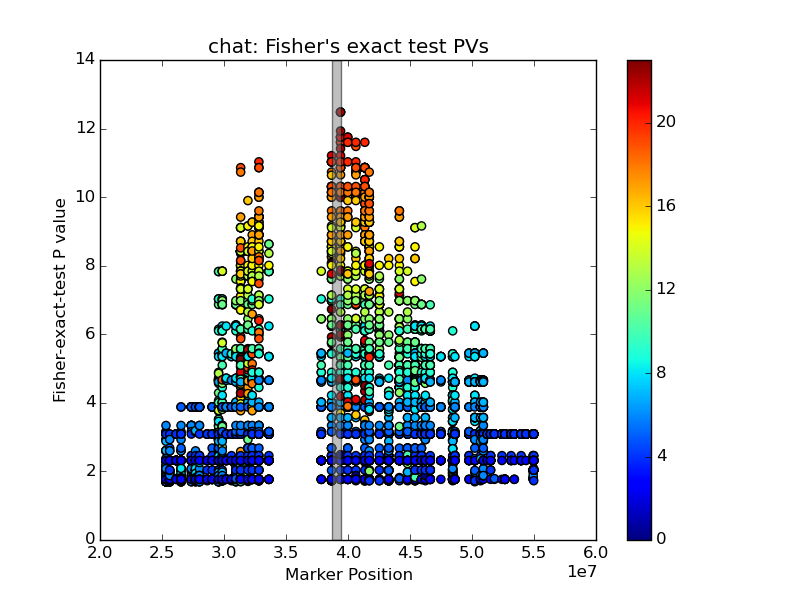 chat: Fisher's exact test PVs
14
12
10
8
6
4
2
0
Fisher-exact-test P value
2.0 2.5 3.0 3.5 4.0 4.5 5.0 5.5 6.0
1e7
Marker Position
20
16
12
8
4
0